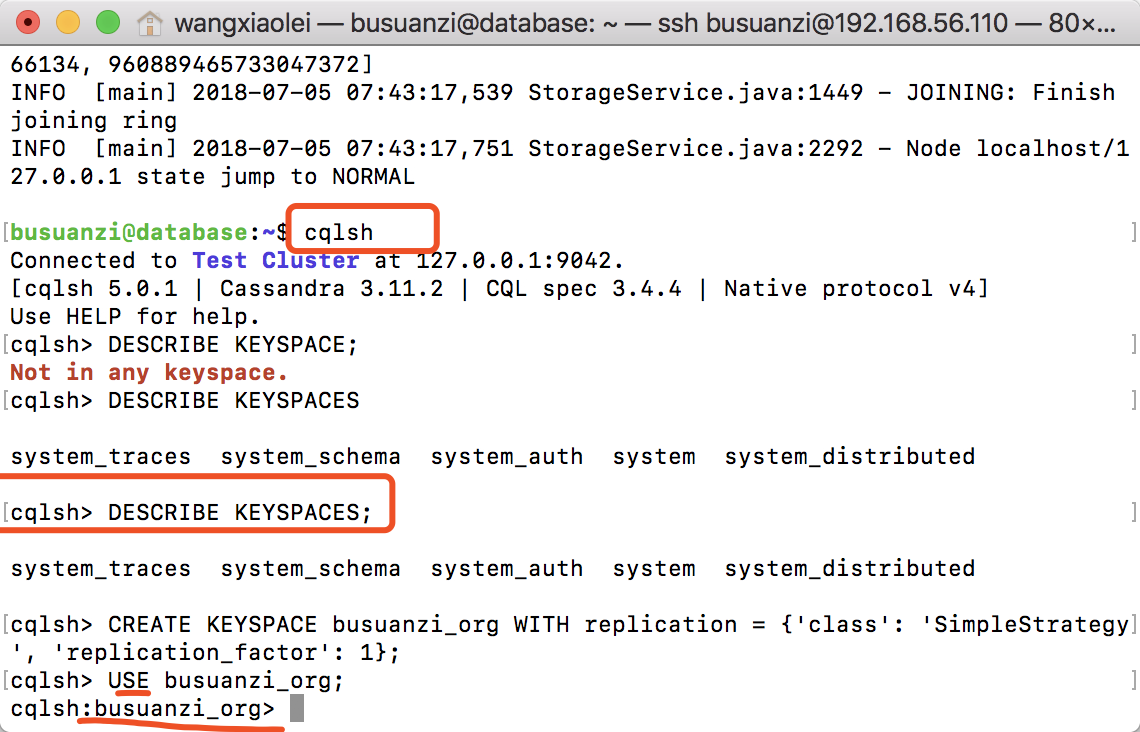 wangxiaolei — busuanzi@database: ~ — ssh busuanzi@192.168.56.110 — 80×...
66134, 960889465733047372]
INFO  [main] 2018-07-05 07:43:17,539 StorageService.java:1449 - JOINING: Finish
joining ring
INFO  [main] 2018-07-05 07:43:17,751 StorageService.java:2292 - Node localhost/1
27.0.0.1 state jump to NORMAL
[busuanzi@database:~$ cqlsh ]
Connected to Test Cluster at 127.0.0.1:9042.
[cqlsh 5.0.1 | Cassandra 3.11.2 | CQL spec 3.4.4 | Native protocol v4]
Use HELP for help.
[cqlsh> DESCRIBE KEYSPACE; ]
Not in any keyspace.
[cqlsh> DESCRIBE KEYSPACES ]
system_traces  system_schema  system_auth  system  system_distributed
[cqlsh> DESCRIBE KEYSPACES; ]
system_traces  system_schema  system_auth  system  system_distributed
[cqlsh> CREATE KEYSPACE busuanzi_org WITH replication = {'class': 'SimpleStrategy]
', 'replication_factor': 1};
[cqlsh> USE busuanzi_org; ]
cqlsh:busuanzi_org>